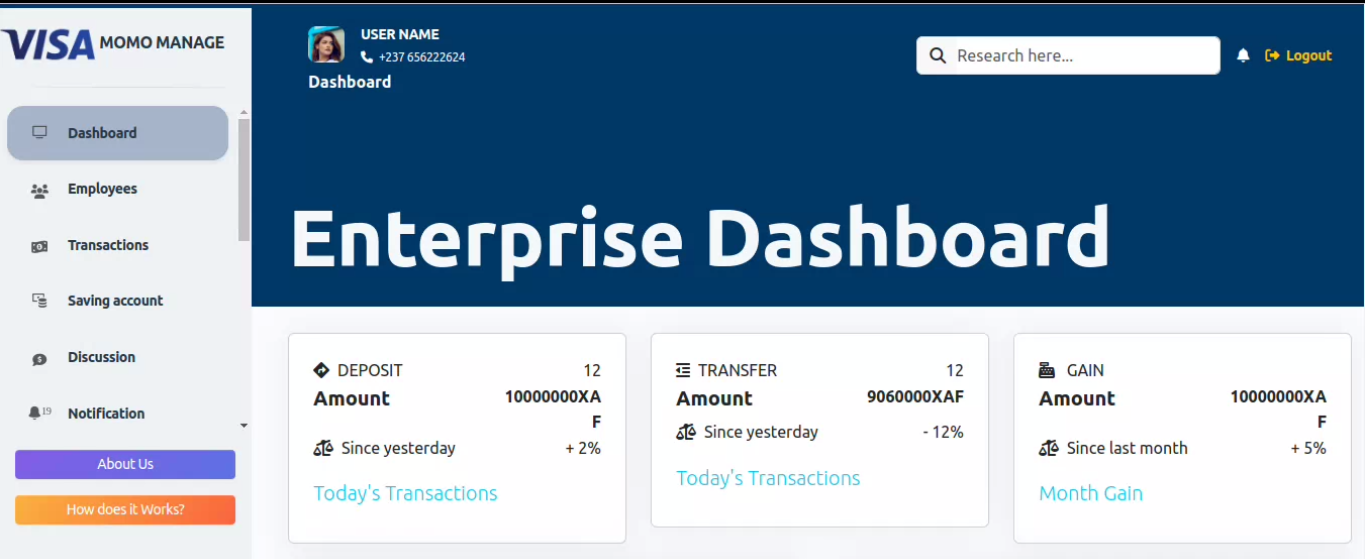 VISA MOMO MANAGE
Dashboard
Employees
Transactions
Saving account
Discussion
19 Notification
About Us
How does it Works?
USER NAME
+237 656222624
Dashboard
Research here...
Logout
Enterprise Dashboard
DEPOSIT 12
Amount 10000000XA
F
Since yesterday + 2%
Today's Transactions
TRANSFER 12
Amount 9060000XAF
Since yesterday - 12%
Today's Transactions
GAIN
Amount 10000000XA
F
Since last month + 5%
Month Gain